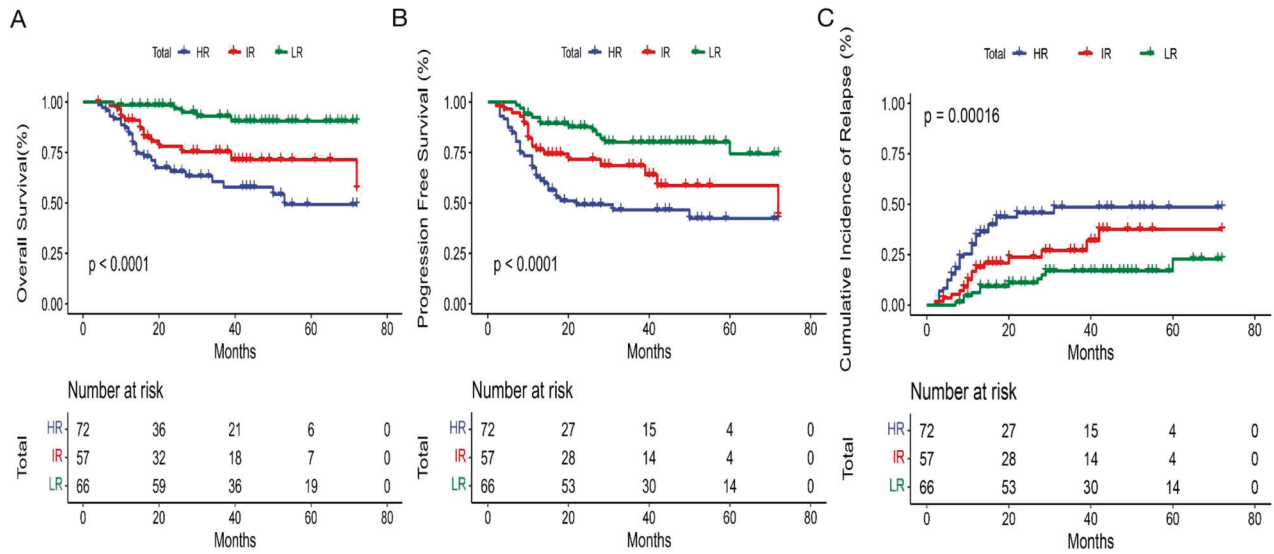 A
Total HR IR LR
Overall Survival(%)
1.00
0.75
0.50
0.25
0.00
p < 0.0001
0 20 40 60 80
Months
Number at risk
Total
HR 72 36 21 6 0
IR 57 32 18 7 0
LR 66 59 36 19 0
0 20 40 60 80
Months
B
Total HR IR LR
Progression Free Survival (%)
1.00
0.75
0.50
0.25
0.00
p < 0.0001
0 20 40 60 80
Months
Number at risk
Total
HR 72 27 15 4 0
IR 57 28 14 4 0
LR 66 53 30 14 0
0 20 40 60 80
Months
C
Total HR IR LR
Cumulative Incidence of Relapse (%)
1.00
0.75
0.50
0.25
0.00
p = 0.00016
0 20 40 60 80
Months
Number at risk
Total
HR 72 27 15 4 0
IR 57 28 14 4 0
LR 66 53 30 14 0
0 20 40 60 80
Months